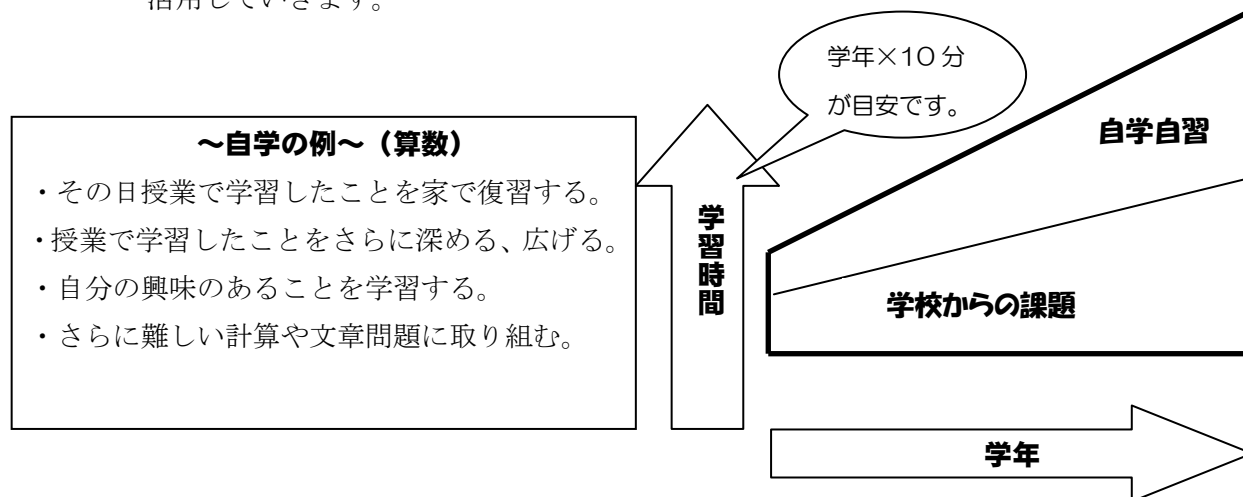 活用していきます。
学年×10分
が目安です。
～自学の例～（算数）
・その日授業で学習したことを家で復習する。
・授業で学習したことをさらに深める、広げる。
・自分の興味のあることを学習する。
・さらに難しい計算や文章問題に取り組む。
学習時間
自学自習
学校からの課題
学年